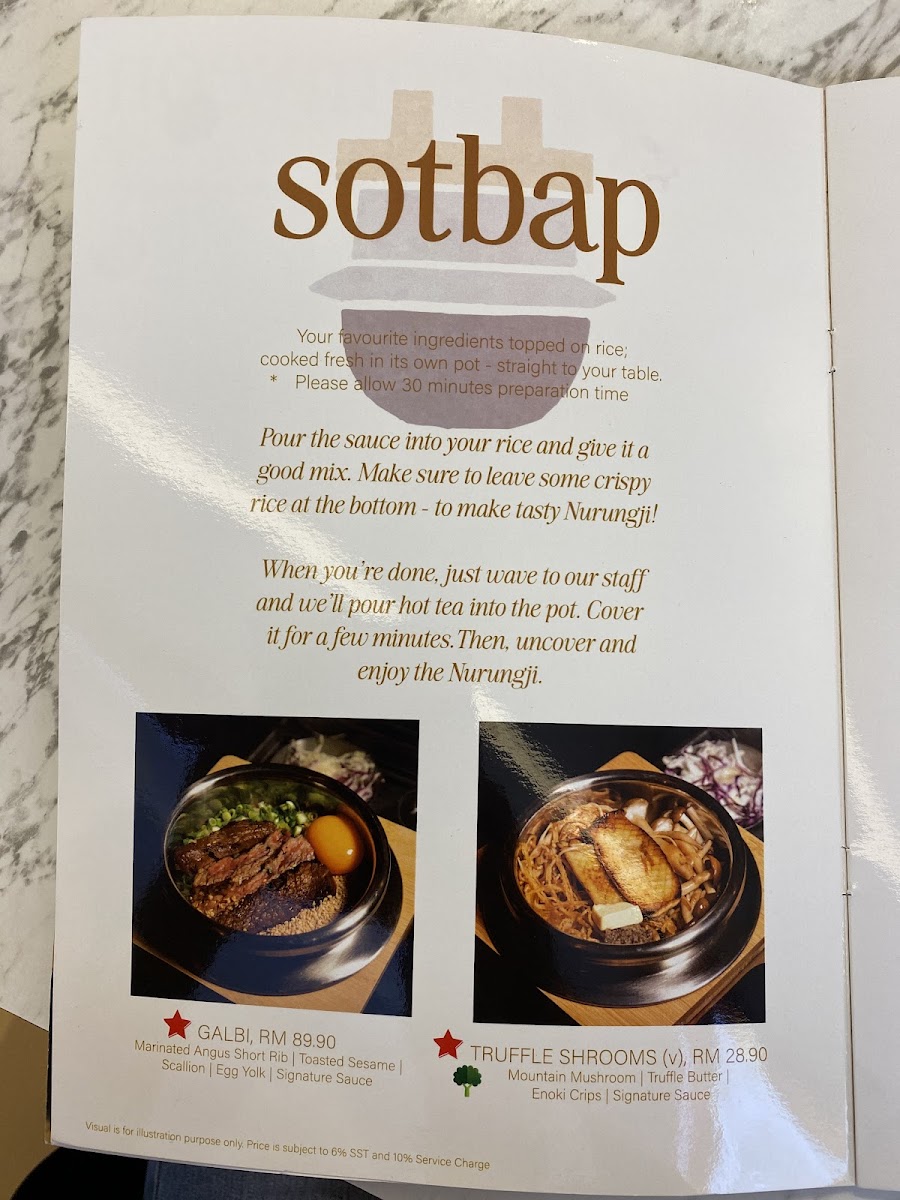 sotbap
Your favourite ingredients topped on rice;
cooked fresh in its own pot - straight to your table.
* Please allow 30 minutes preparation time
Pour the sauce into your rice and give it a
good mix. Make sure to leave some crispy
rice at the bottom - to make tasty Nurungji!
When you're done, just wave to our staff
and we'll pour hot tea into the pot. Cover
it for a few minutes. Then, uncover and
enjoy the Nurungji.
GALBI, RM 89.90
Marinated Angus Short Rib | Toasted Sesame |
Scallion | Egg Yolk | Signature Sauce
TRUFFLE SHROOMS (v), RM 28.90
Mountain Mushroom | Truffle Butter |
Enoki Crips | Signature Sauce
Visual is for illustration purpose only. Price is subject to 6% SST and 10% Service Charge